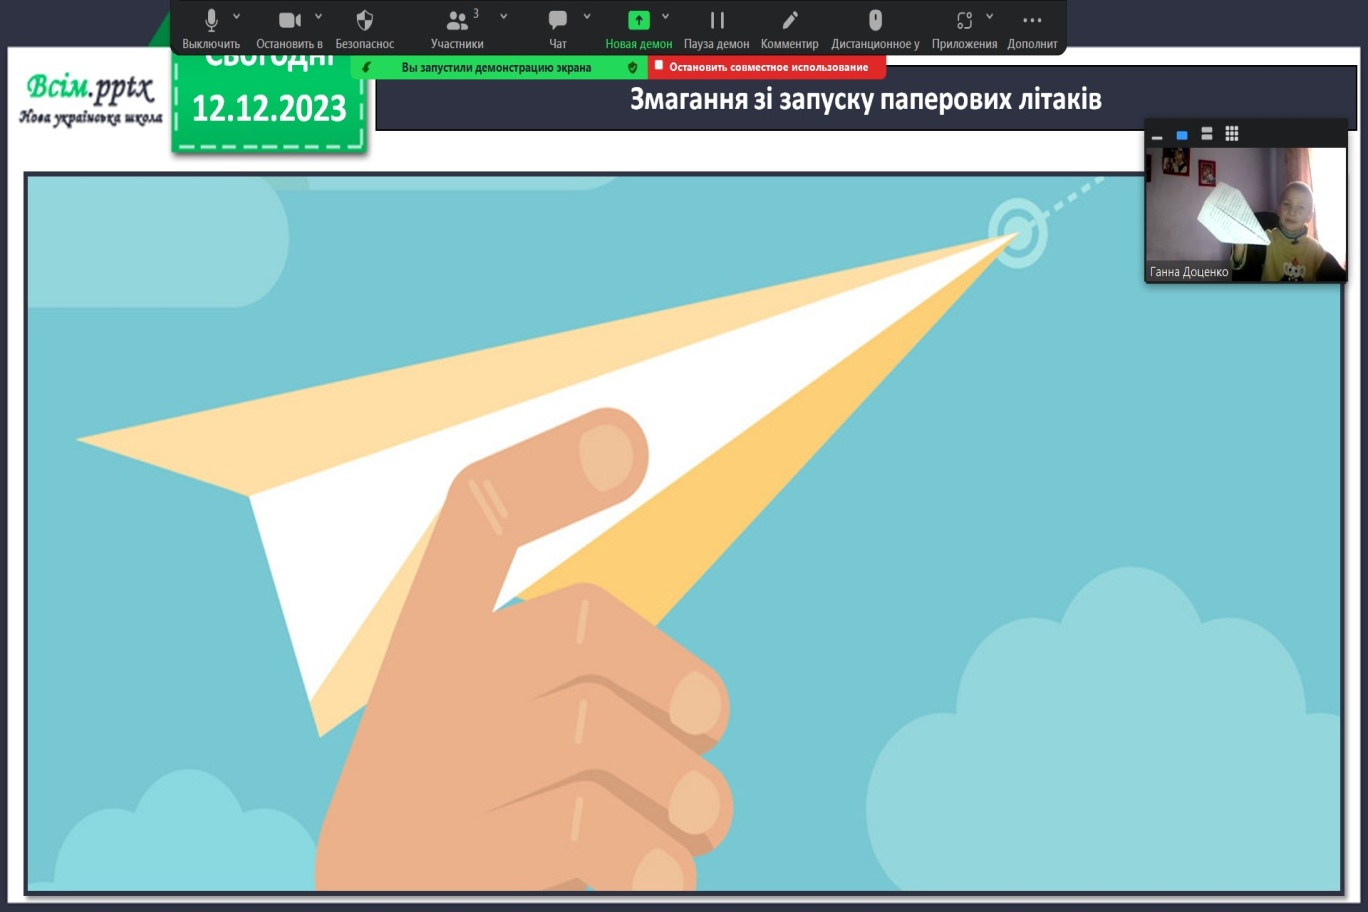 3
Выключить
Остановить в
Безопаснос
Участники
Чат
Новая демон
Пауза демон
Комментир
Дистанционное у
Приложения
Дополнит
Вы запустили демонстрацию экрана
Остановить совместное использование
Всім.pptx
Нова українська школа
Сьогодні
12.12.2023
Змагання зі запуску паперових літаків
Ганна Доценко